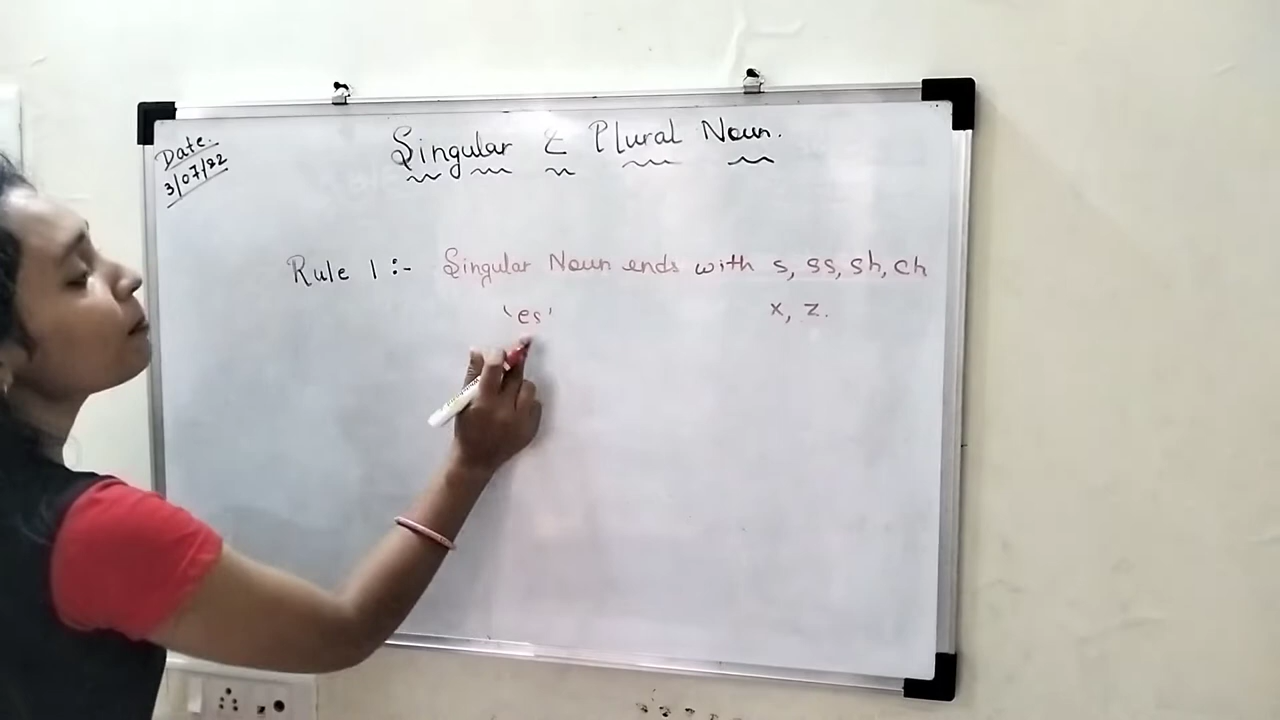 Date.
3/07/22
Singular & Plural Noun.
Rule 1 :- Singular Noun ends with s, ss, sh, ch
'es' x, z.